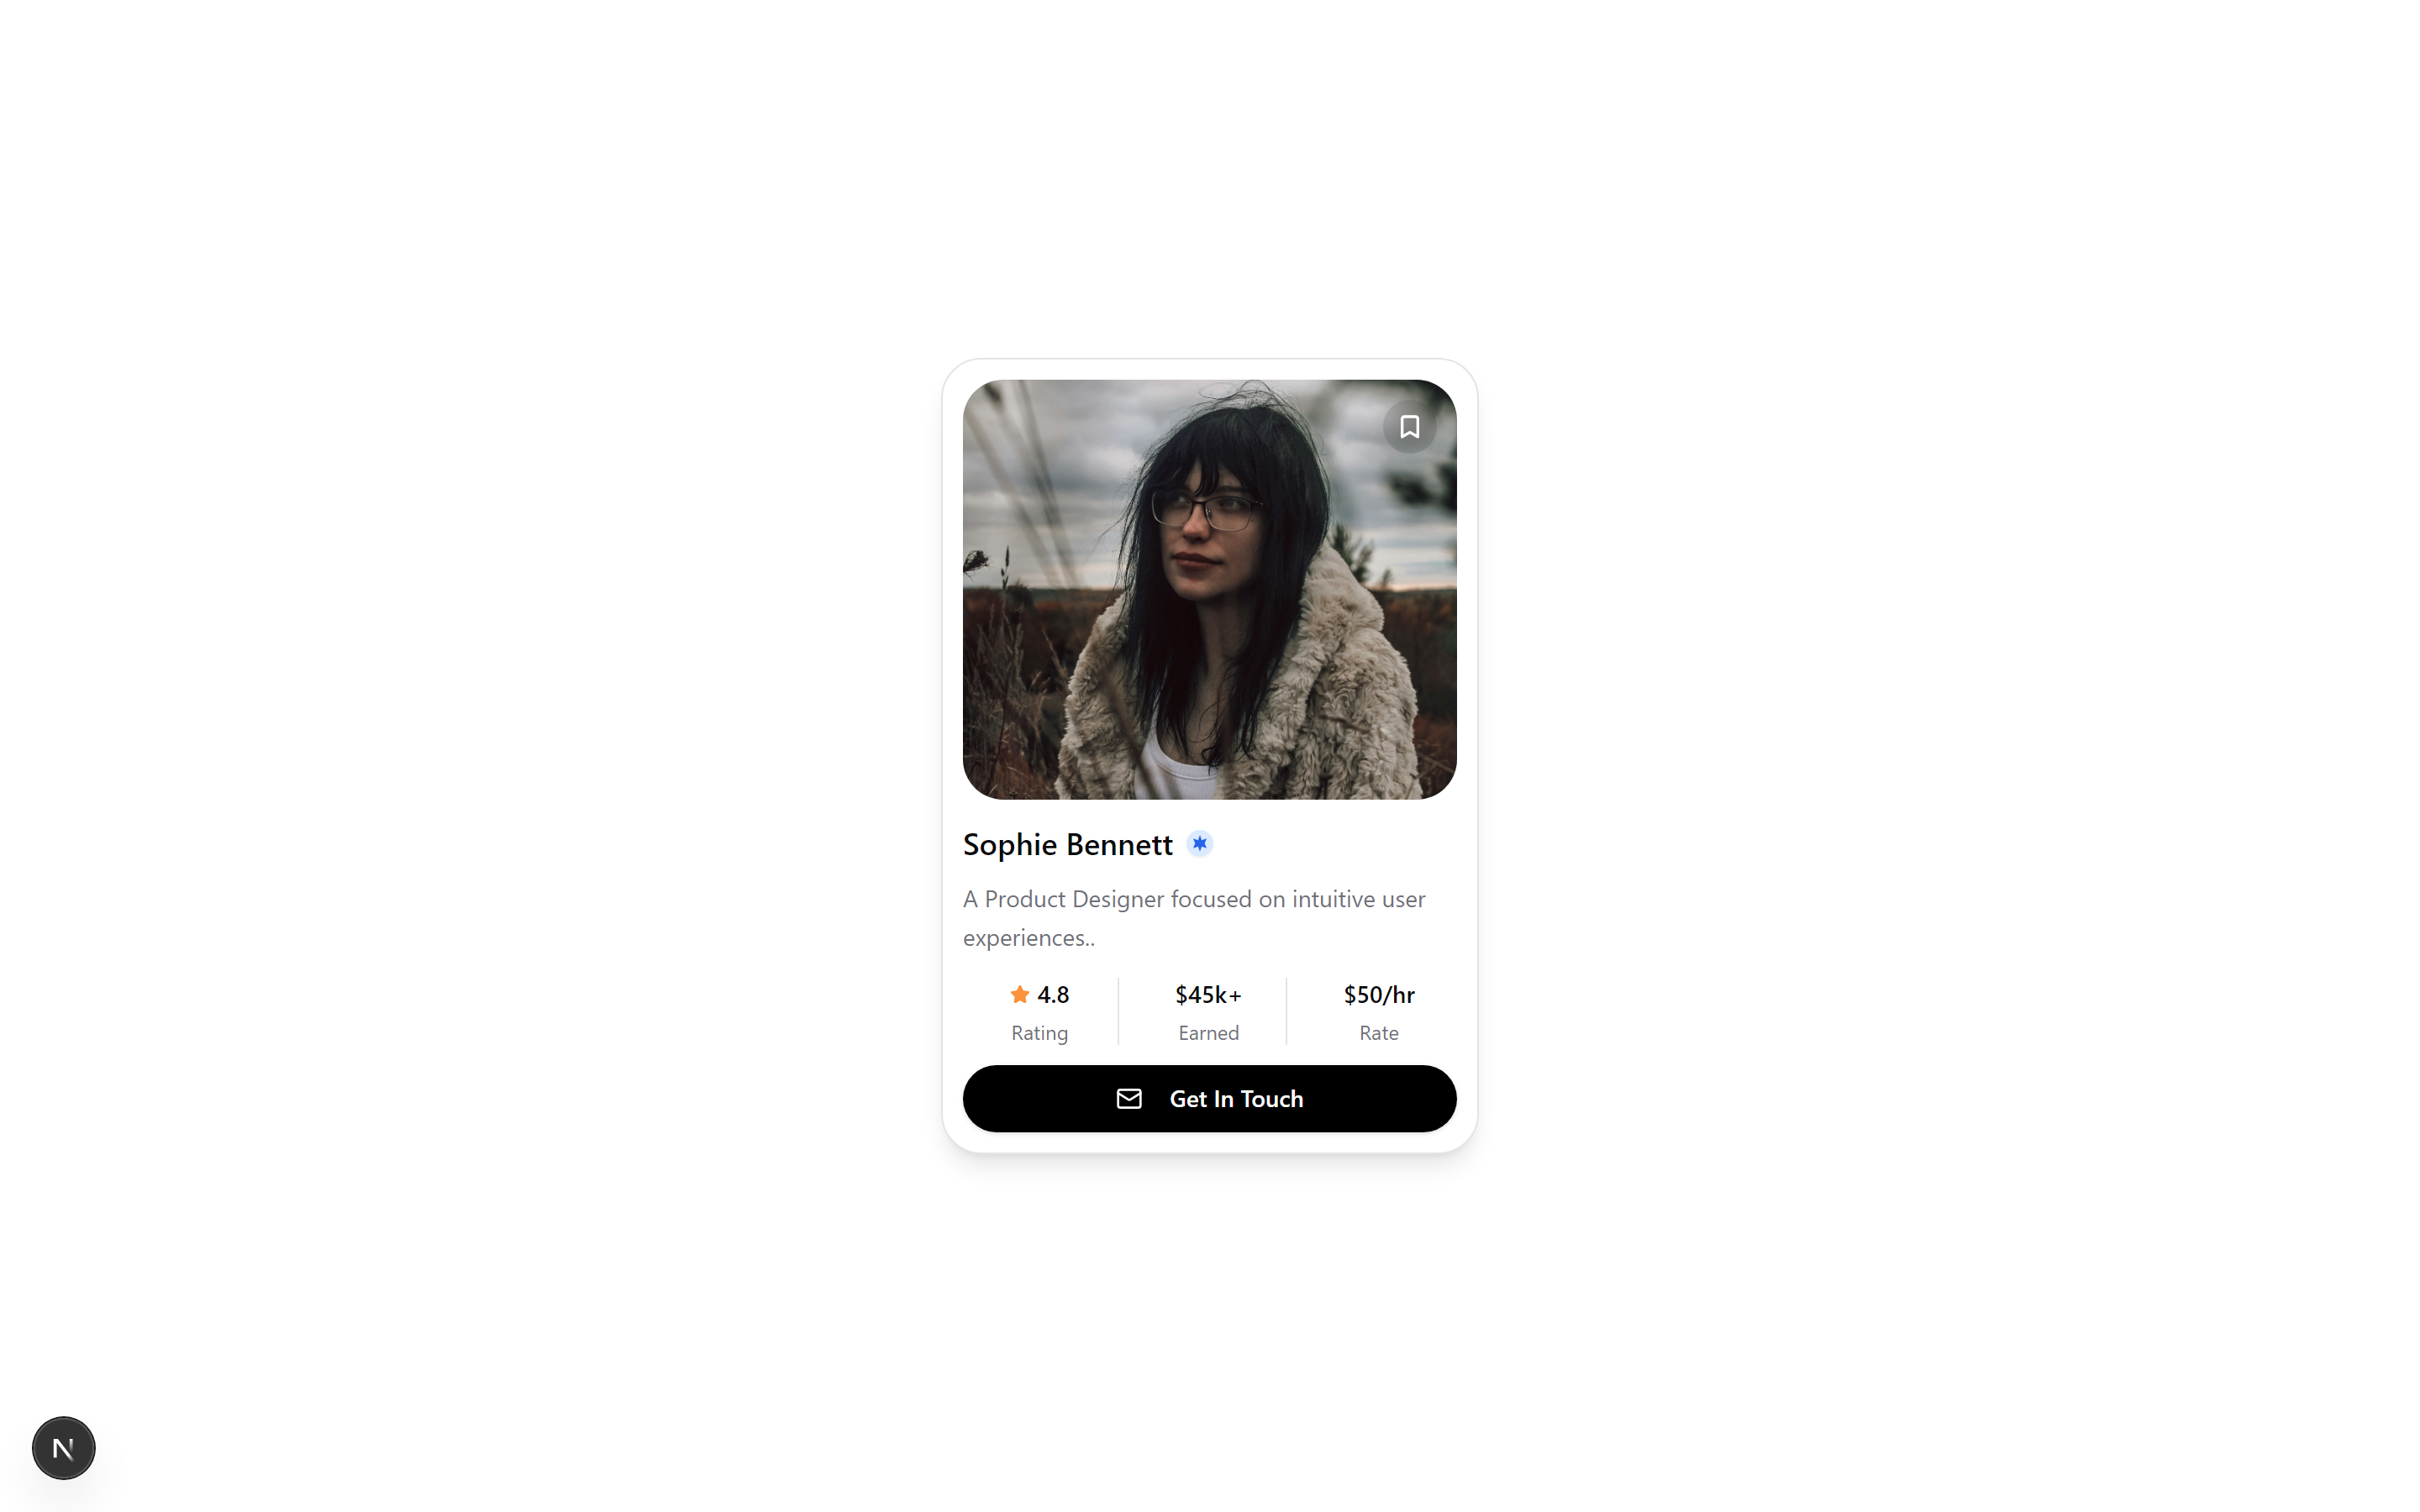 Sophie Bennett
A Product Designer focused on intuitive user
experiences..
4.8 $45k+ $50/hr
Rating Earned Rate
Get In Touch
N